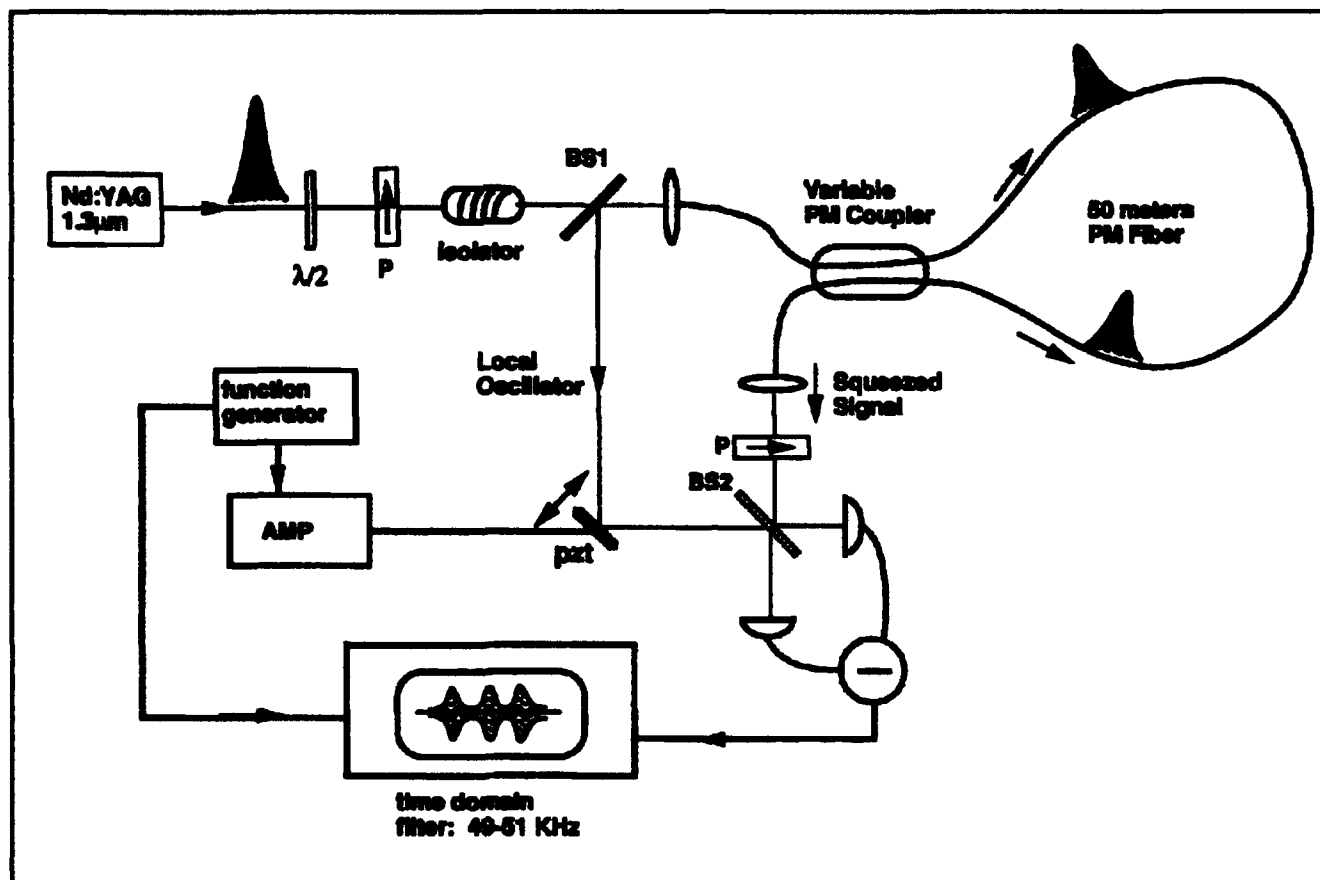 Nd:YAG
1.3μm
λ/2
P
isolator
BS1
Variable
PM Coupler
50 meters
PM Fiber
Local
Oscillator
Squeezed
Signal
P
BS2
function
generator
AMP
pzt
time domain
filter: 49-51 KHz